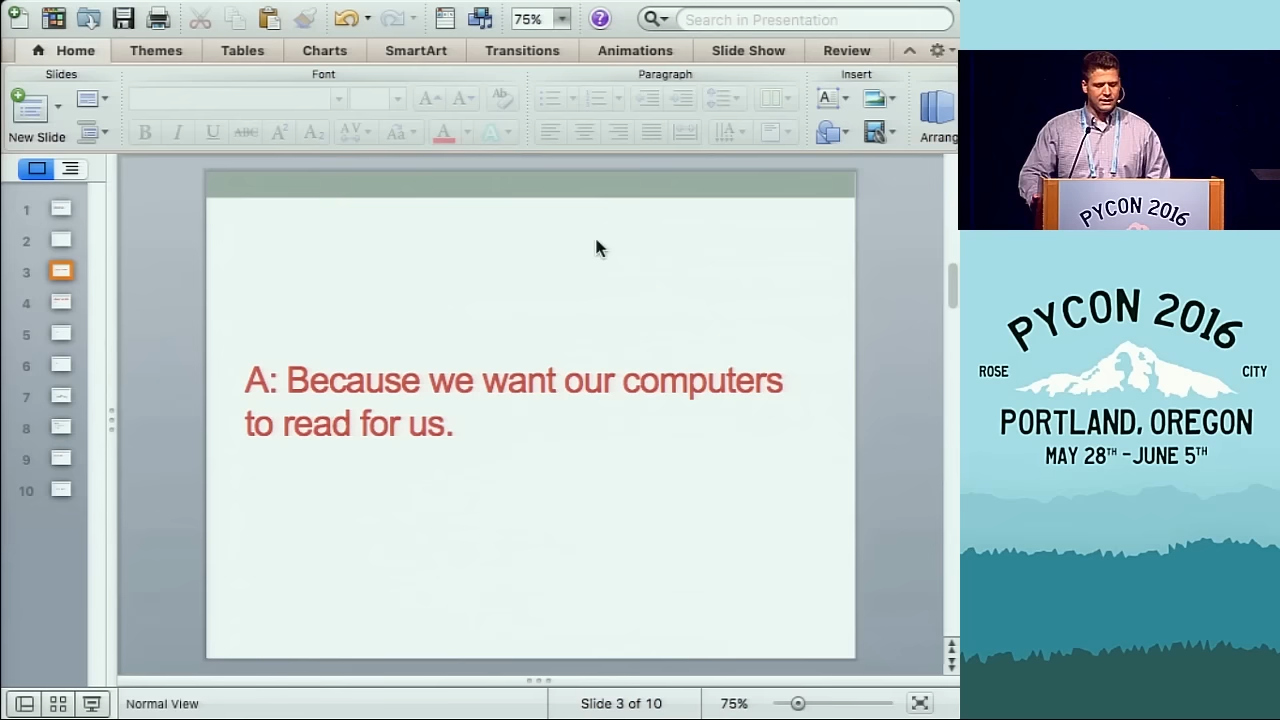 75%
Search in Presentation
Home
Themes
Tables
Charts
SmartArt
Transitions
Animations
Slide Show
Review
Slides
Font
Paragraph
Insert
New Slide
Arrang
1
2
3
4
5
6
7
8
9
10
A: Because we want our computers
to read for us.
Normal View
Slide 3 of 10
75%
PYCON 2016
PYCON 2016
ROSE CITY
PORTLAND, OREGON
MAY 28TH - JUNE 5TH